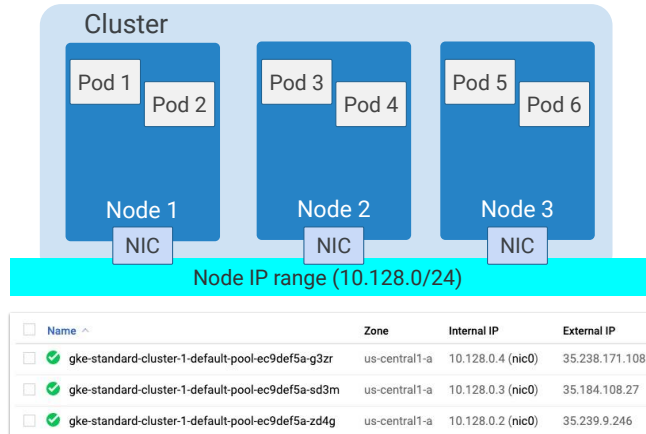 Cluster
Pod 1
Pod 2
Pod 3
Pod 4
Pod 5
Pod 6
Node 1
Node 2
Node 3
NIC
NIC
NIC
Node IP range (10.128.0/24)
Name Zone Internal IP External IP
gke-standard-cluster-1-default-pool-ec9def5a-g3zr us-central1-a 10.128.0.4 (nic0) 35.238.171.108
gke-standard-cluster-1-default-pool-ec9def5a-sd3m us-central1-a 10.128.0.3 (nic0) 35.184.108.27
gke-standard-cluster-1-default-pool-ec9def5a-zd4g us-central1-a 10.128.0.2 (nic0) 35.239.9.246